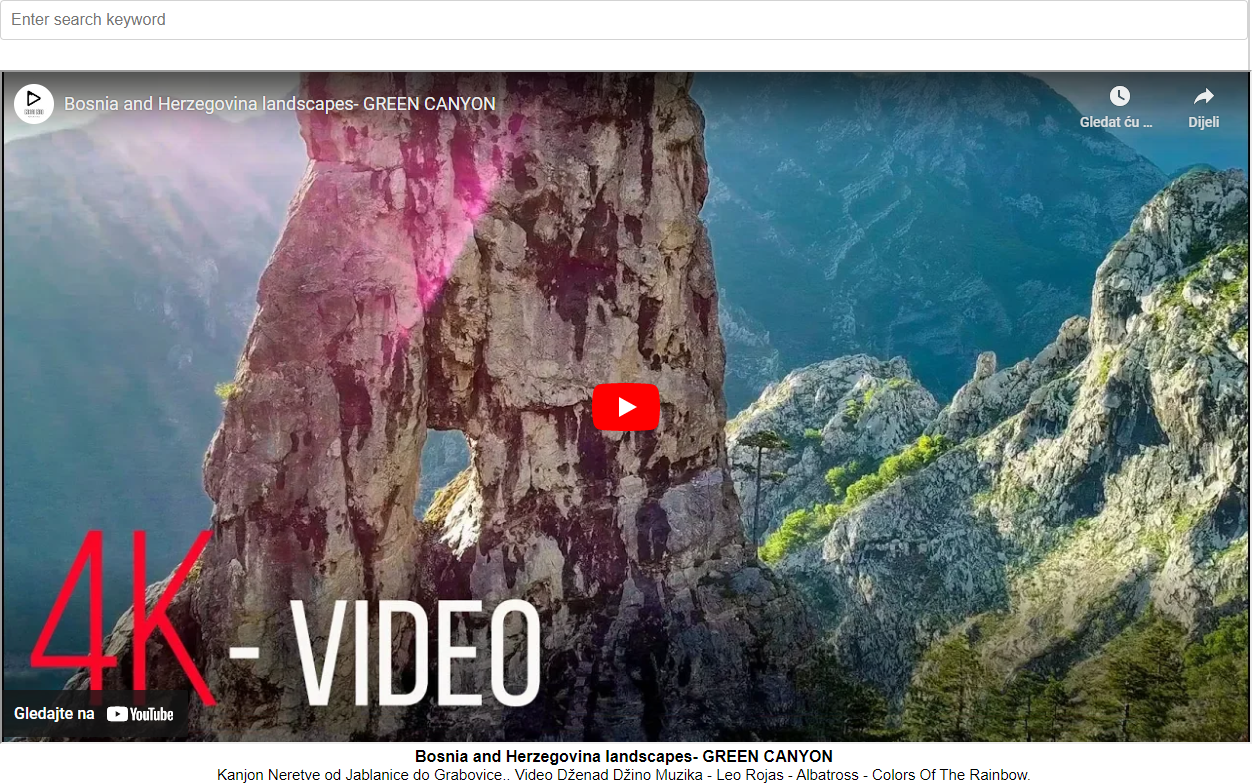 Enter search keyword
Bosnia and Herzegovina landscapes- GREEN CANYON
Gledat ću ...
Dijeli
4K - VIDEO
Gledajte na YouTube
Bosnia and Herzegovina landscapes- GREEN CANYON
Kanjon Neretve od Jablanice do Grabovice.. Video Dženad Džino Muzika - Leo Rojas - Albatross - Colors Of The Rainbow.